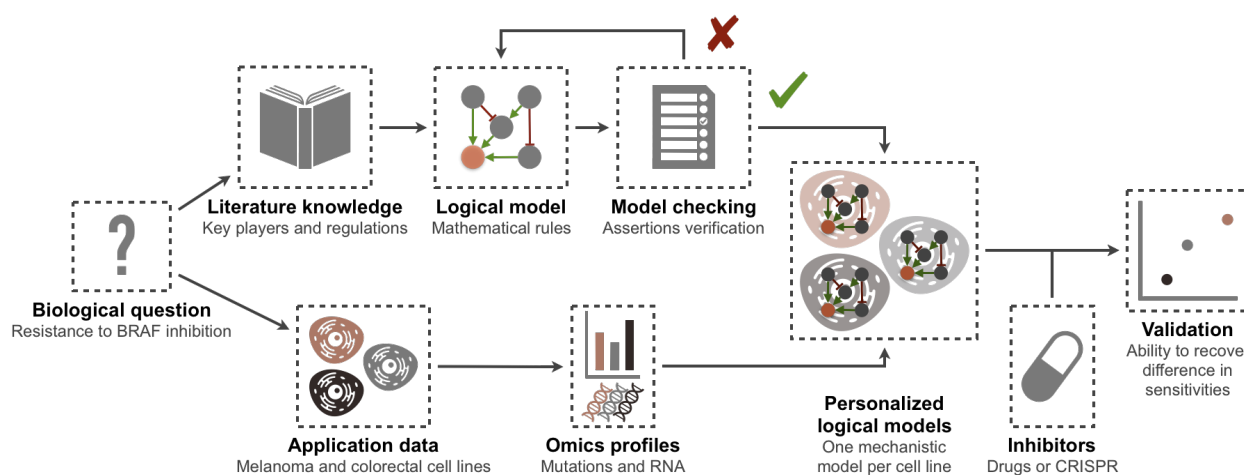 Literature knowledge
Key players and regulations
Logical model
Mathematical rules
Model checking
Assertions verification
Biological question
Resistance to BRAF inhibition
Application data
Melanoma and colorectal cell lines
Omics profiles
Mutations and RNA
Personalized
logical models
One mechanistic
model per cell line
Inhibitors
Drugs or CRISPR
Validation
Ability to recover
difference in
sensitivities